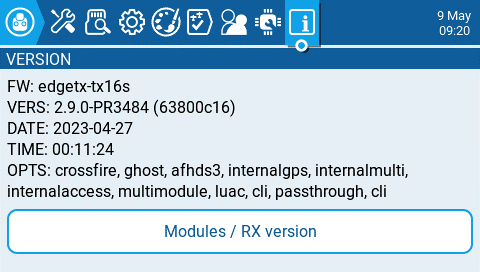 9 May
09:20
VERSION
FW: edgetx-tx16s
VERS: 2.9.0-PR3484 (63800c16)
DATE: 2023-04-27
TIME: 00:11:24
OPTS: crossfire, ghost, afhds3, internalgps, internalmulti,
internalaccess, multimodule, luac, cli, passthrough, cli
Modules / RX version